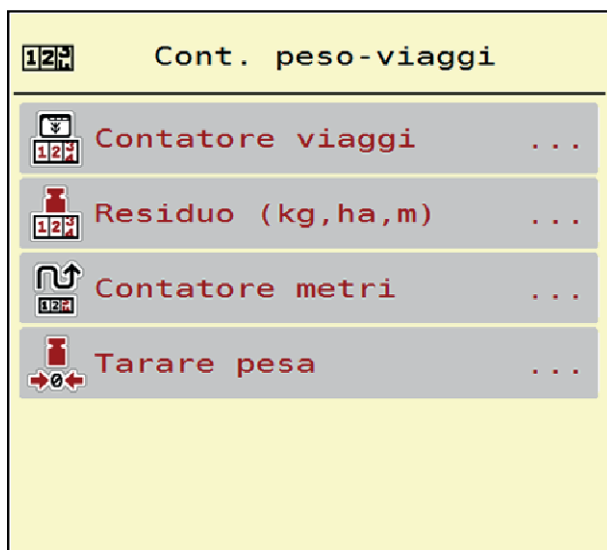 Cont. peso-viaggi
Contatore viaggi ...
Residuo (kg,ha,m) ...
Contatore metri ...
Tarare pesa ...